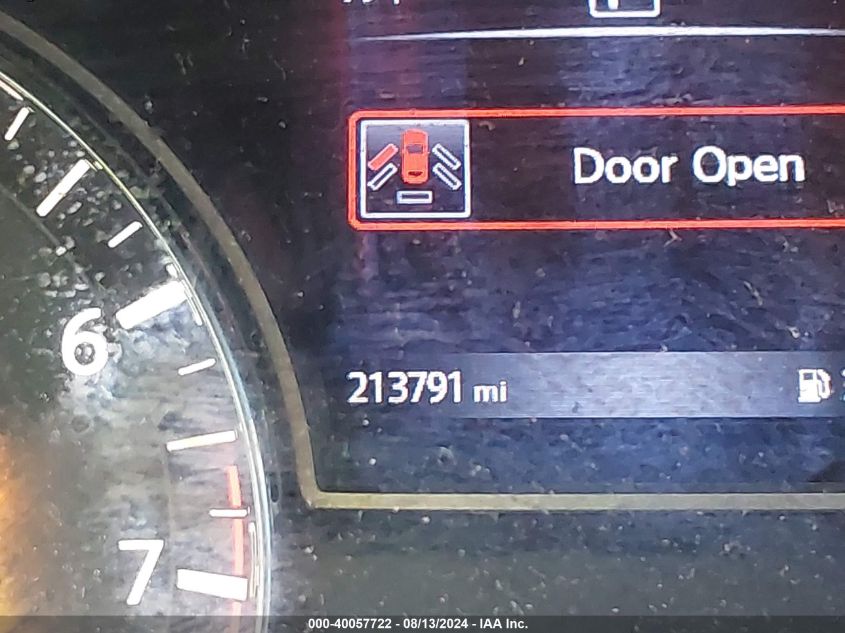 Door Open
6
213791 mi
7
000-40057722 - 08/13/2024 - IAA Inc.